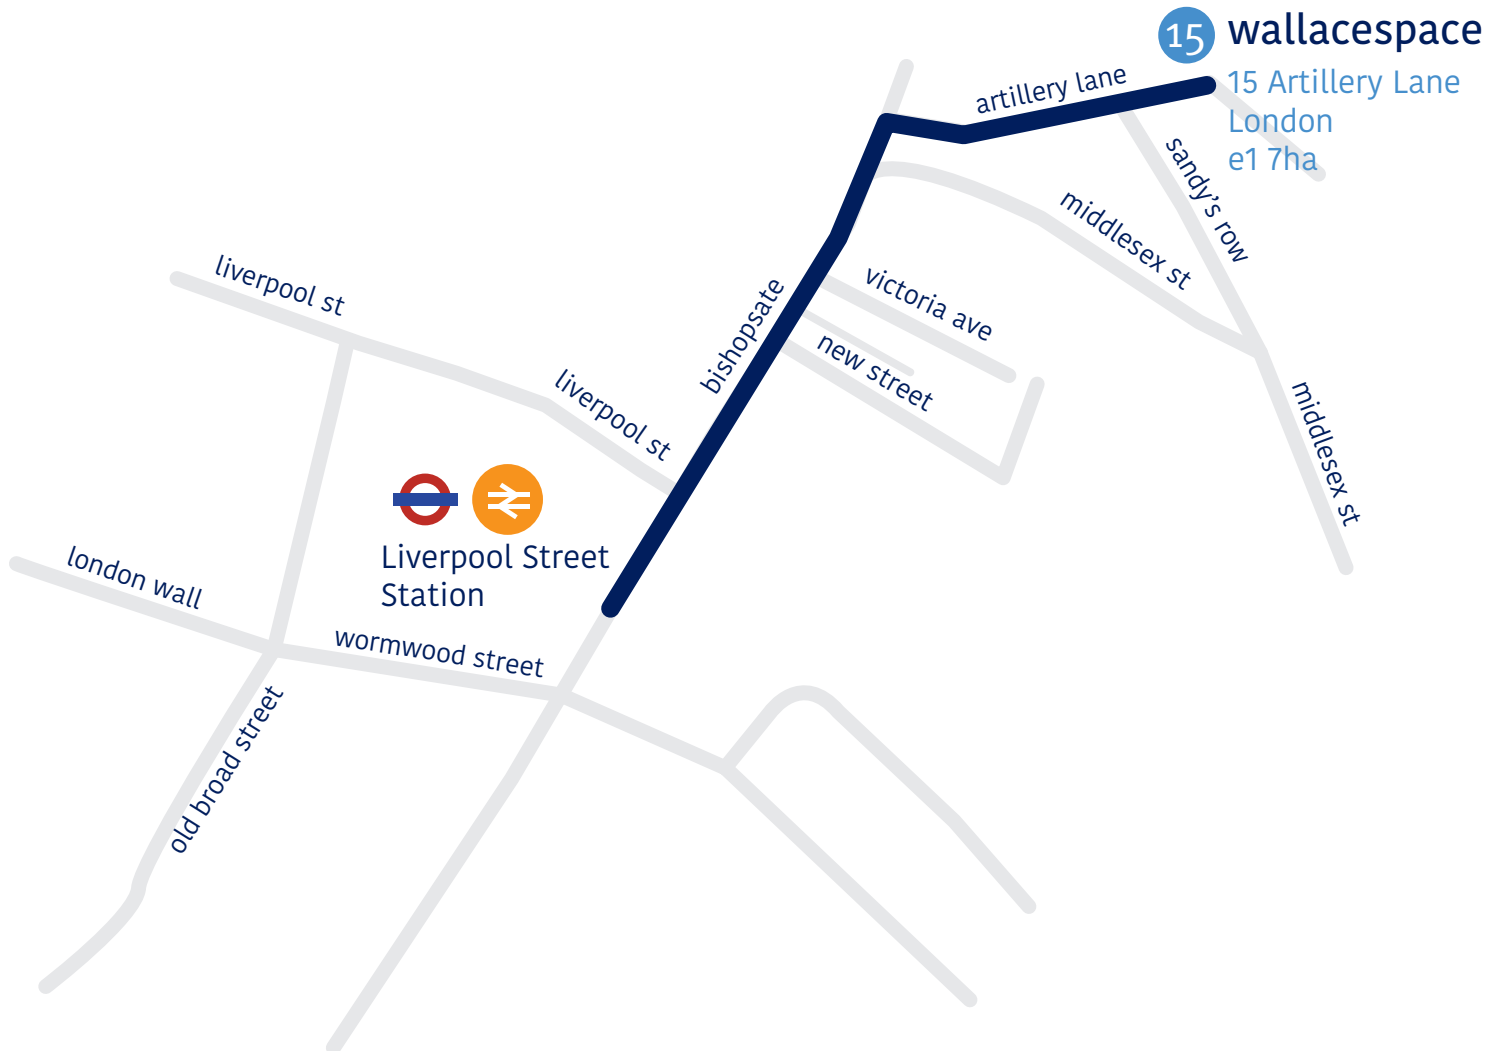 15 wallacespace
15 Artillery Lane
London
e1 7ha
artillery lane
sandy's row
middlesex st
liverpool st
victoria ave
bishopsate
new street
liverpool st
middlesex st
Liverpool Street
Station
london wall
wormwood street
old broad street